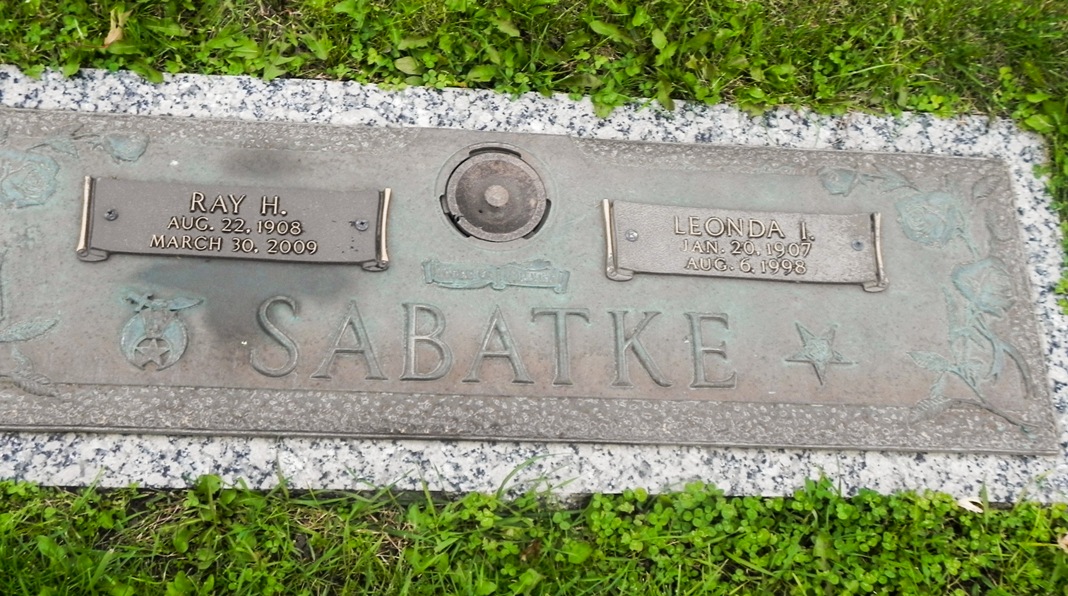 RAY H.
AUG. 22, 1908
MARCH 30, 2009
LEONDA I.
JAN. 20, 1907
AUG. 6, 1998
SABATKE